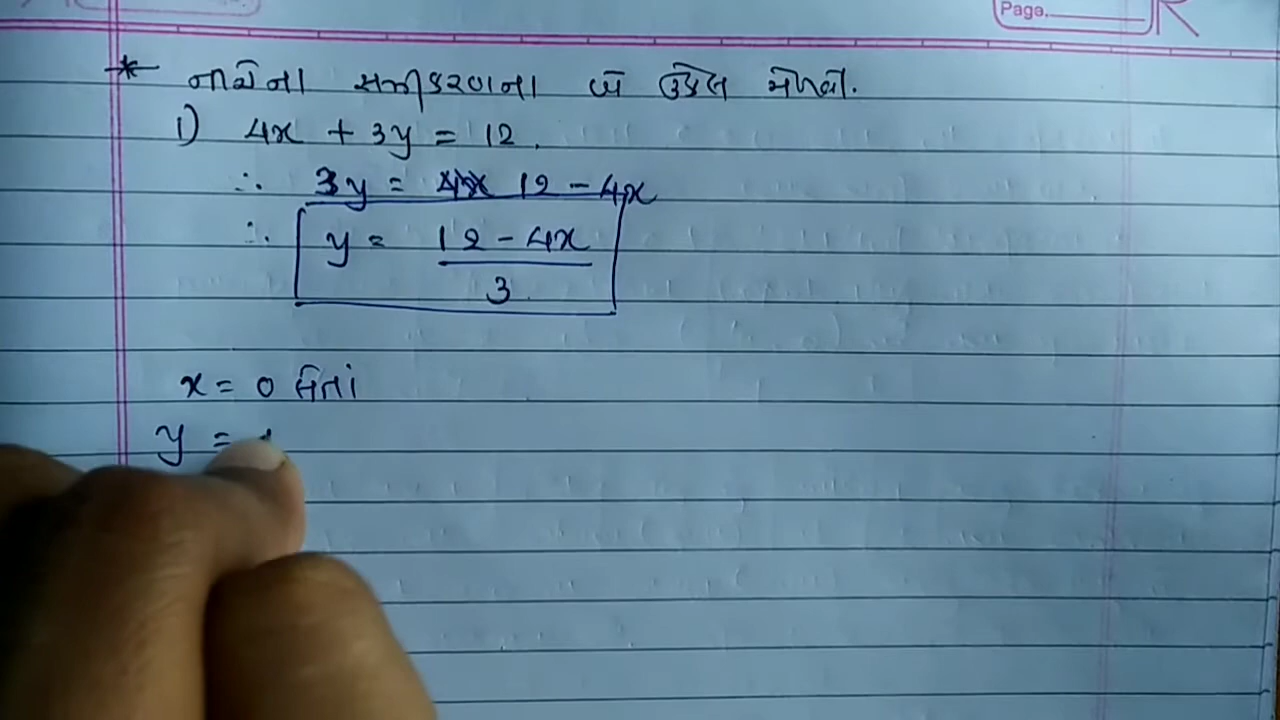 Page.
* નીચેના સમીકરણના બે ઉકેલ મેળવો.
1) 4x + 3y = 12.
∴ 3y = 12 - 4x
∴ y = 12 - 4x / 3
x = 0 લેતાં
y =